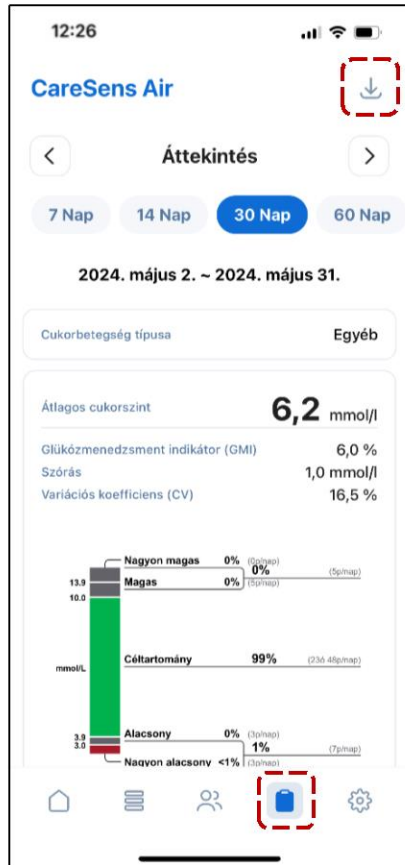 12:26
CareSens Air
Áttekintés
7 Nap 14 Nap 30 Nap 60 Nap
2024. május 2. ~ 2024. május 31.
Cukorbetegség típusa Egyéb
Átlagos cukorszint 6,2 mmol/l
Glükózmenedzsment indikátor (GMI) 6,0 %
Szórás 1,0 mmol/l
Variációs koefficiens (CV) 16,5 %
Nagyon magas 0% (0p/nap)
0% (5p/nap)
13.9 Magas 0% (5p/nap)
10.0
mmol/L Céltartomány 99% (23ó 48p/nap)
3.9 Alacsony 0% (3p/nap)
3.0 1% (7p/nap)
Nagyon alacsony <1% (3p/nap)